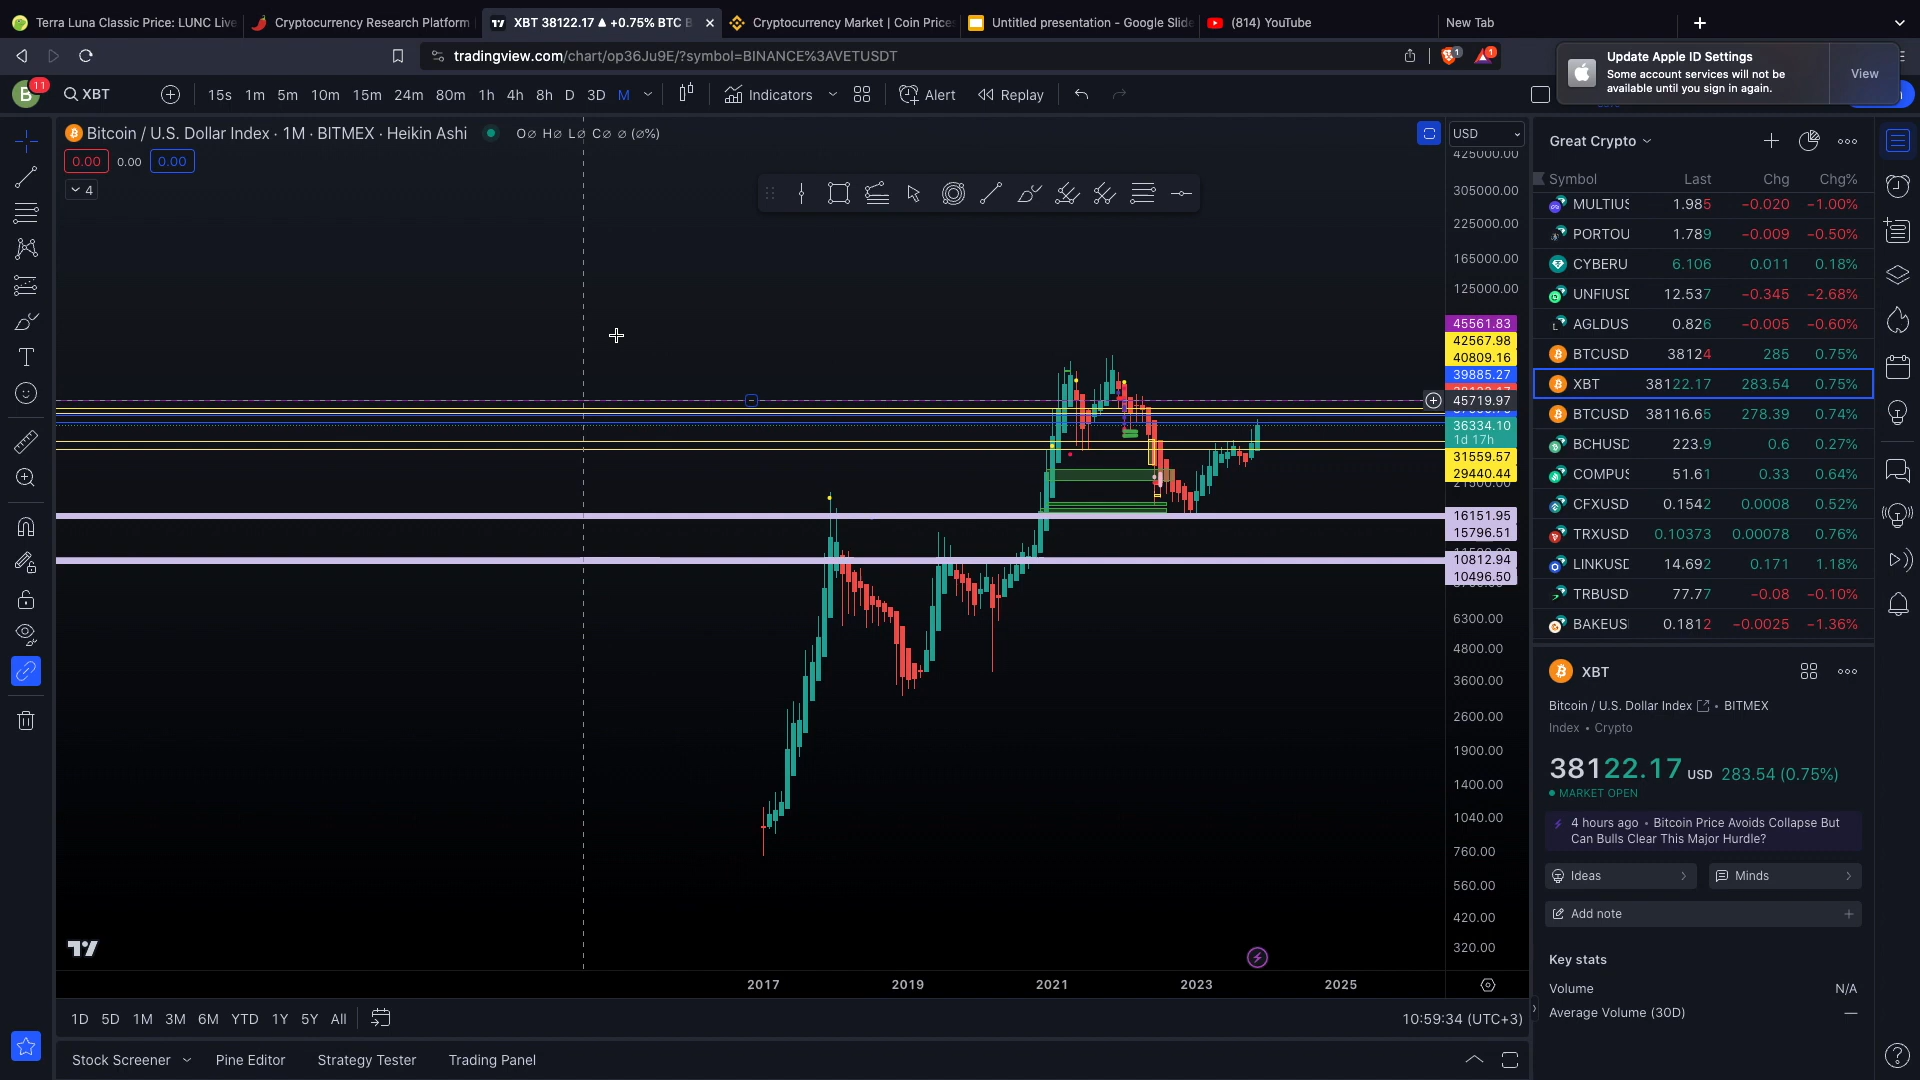 Terra Luna Classic Price: LUNC Live
Cryptocurrency Research Platform
XBT 38122.17 ▲ +0.75% BTC B
Cryptocurrency Market | Coin Price
Untitled presentation - Google Slide
(814) YouTube
New Tab
tradingview.com/chart/op36Ju9E/?symbol=BINANCE%3AVETUSDT
1
1
Update Apple ID Settings
Some account services will not be
available until you sign in again.
View
B
11
XBT
15s 1m 5m 10m 15m 24m 80m 1h 4h 8h D 3D M
Indicators
Alert
Replay
Bitcoin / U.S. Dollar Index · 1M · BITMEX · Heikin Ashi
O∅ H∅ L∅ C∅ ∅ (∅%)
0.00 0.00 0.00
4
USD
425000.00
305000.00
225000.00
165000.00
125000.00
45561.83
42567.98
40809.16
39885.27
45719.97
36334.10
1d 17h
31559.57
29440.44
21500.00
16151.95
15796.51
10812.94
10496.50
6300.00
4800.00
3600.00
2600.00
1900.00
1400.00
1040.00
760.00
560.00
420.00
320.00
2017 2019 2021 2023 2025
1D 5D 1M 3M 6M YTD 1Y 5Y All
10:59:34 (UTC+3)
Stock Screener
Pine Editor
Strategy Tester
Trading Panel
Great Crypto
Symbol Last Chg Chg%
MULTIUS 1.985 −0.020 −1.00%
PORTOU 1.789 −0.009 −0.50%
CYBERU 6.106 0.011 0.18%
UNFIUSD 12.537 −0.345 −2.68%
AGLDUS 0.826 −0.005 −0.60%
BTCUSD 38124 285 0.75%
XBT 38122.17 283.54 0.75%
BTCUSD 38116.65 278.39 0.74%
BCHUSD 223.9 0.6 0.27%
COMPUS 51.61 0.33 0.64%
CFXUSD 0.1542 0.0008 0.52%
TRXUSD 0.10373 0.00078 0.76%
LINKUSD 14.692 0.171 1.18%
TRBUSD 77.77 −0.08 −0.10%
BAKEUS 0.1812 −0.0025 −1.36%
XBT
Bitcoin / U.S. Dollar Index • BITMEX
Index • Crypto
38122.17 USD 283.54 (0.75%)
MARKET OPEN
4 hours ago • Bitcoin Price Avoids Collapse But
Can Bulls Clear This Major Hurdle?
Ideas
Minds
Add note
Key stats
Volume N/A
Average Volume (30D) —